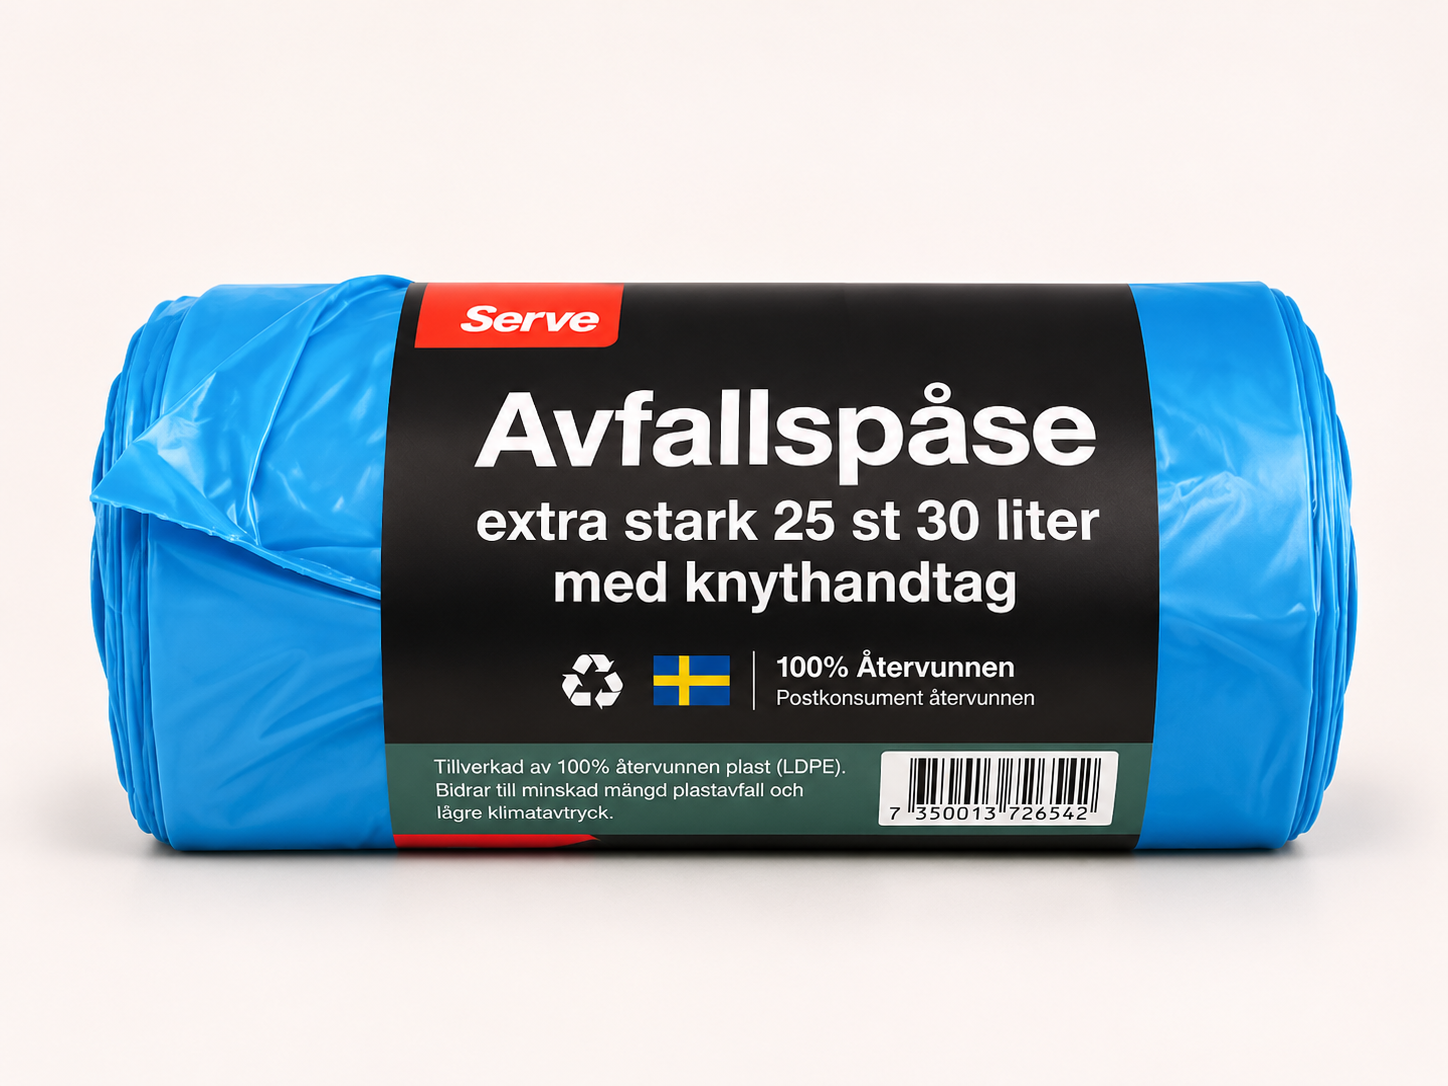 Serve
Avfallspåse
extra stark 25 st 30 liter
med knythandtag
100% Återvunnen
Postkonsument återvunnen
Tillverkad av 100% återvunnen plast (LDPE).
Bidrar till minskad mängd plastavfall och
lågre klimatavtryck.
7 350013 726542